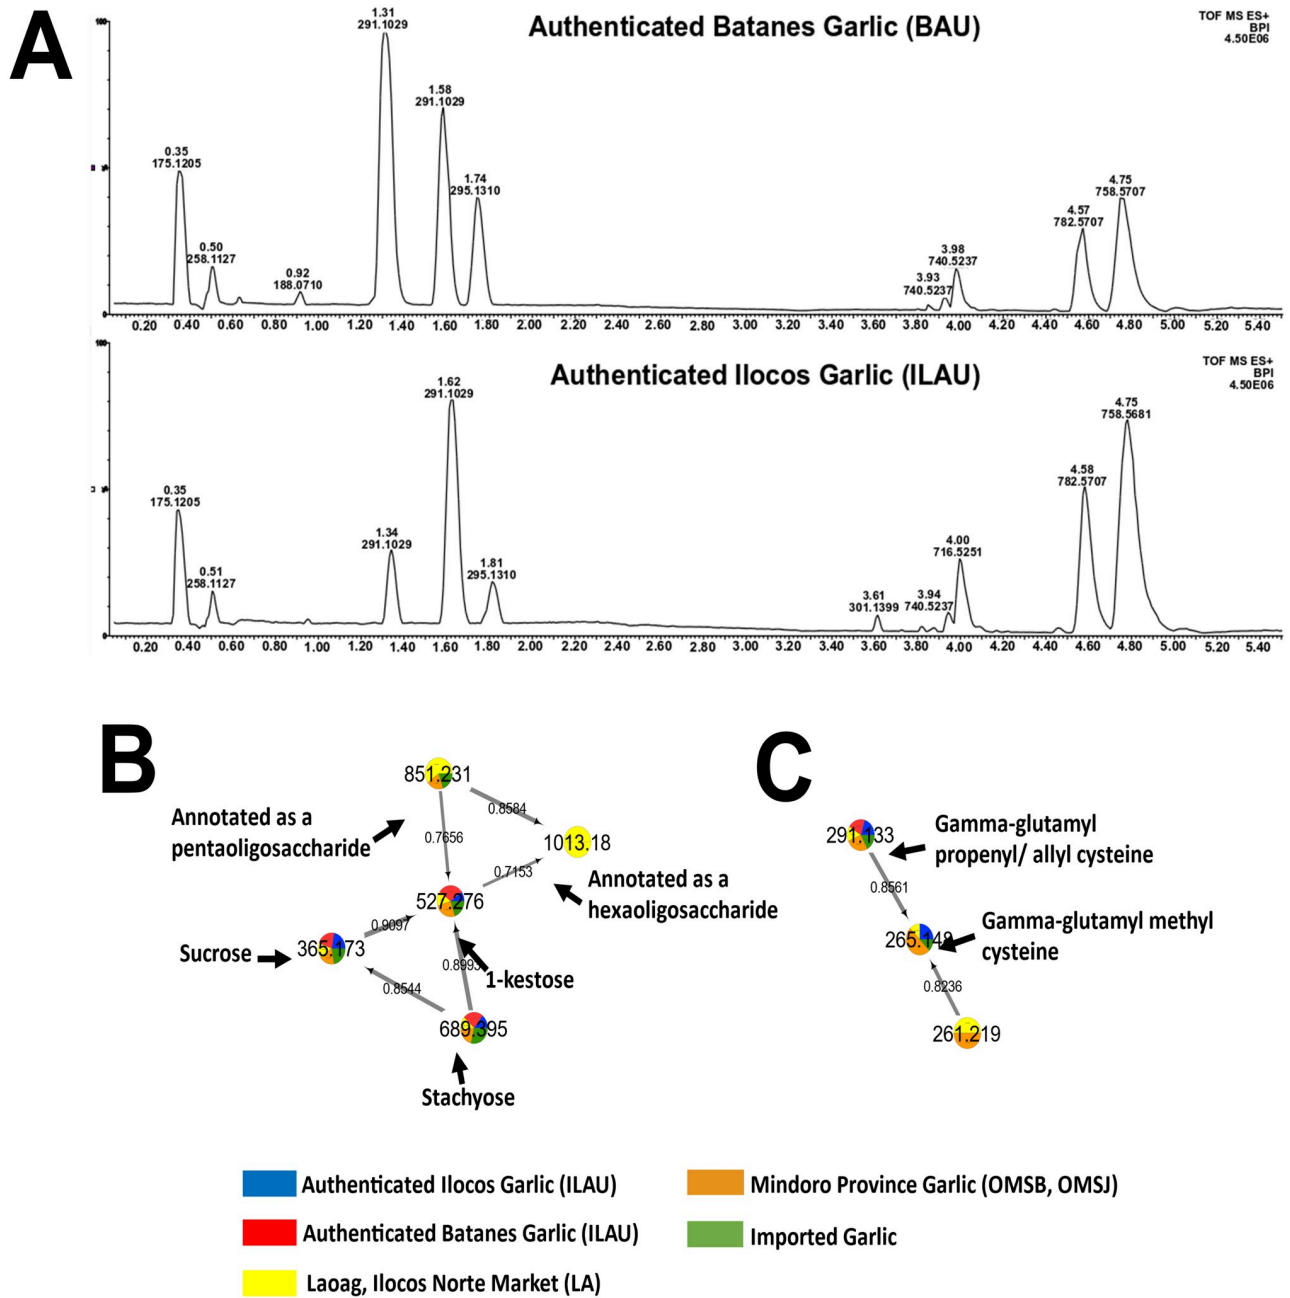 A
Authenticated Batanes Garlic (BAU)
TOF MS ES+
BPI
4.50E06
100
0.35
175.1205
0.50
258.1127
0.92
188.0710
1.31
291.1029
1.58
291.1029
1.74
295.1310
3.93
740.5237
3.98
740.5237
4.57
782.5707
4.75
758.5707
0
0.20 0.40 0.60 0.80 1.00 1.20 1.40 1.60 1.80 2.00 2.20 2.40 2.60 2.80 3.00 3.20 3.40 3.60 3.80 4.00 4.20 4.40 4.60 4.80 5.00 5.20 5.40
Authenticated Ilocos Garlic (ILAU)
TOF MS ES+
BPI
4.50E06
100
0.35
175.1205
0.51
258.1127
1.34
291.1029
1.62
291.1029
1.81
295.1310
3.61
301.1399
3.94
740.5237
4.00
716.5251
4.58
782.5707
4.75
758.5681
0
0.20 0.40 0.60 0.80 1.00 1.20 1.40 1.60 1.80 2.00 2.20 2.40 2.60 2.80 3.00 3.20 3.40 3.60 3.80 4.00 4.20 4.40 4.60 4.80 5.00 5.20 5.40
B
851.231
Annotated as a
pentaoligosaccharide
0.8584
0.7656
1013.18
0.7153
Annotated as a
hexaoligosaccharide
527.276
0.9097
Sucrose
365.173
1-kestose
0.8544
689.395
Stachyose
C
291.133
Gamma-glutamyl
propenyl/ allyl cysteine
0.8561
Gamma-glutamyl methyl
cysteine
265.149
0.8236
261.219
Authenticated Ilocos Garlic (ILAU)
Authenticated Batanes Garlic (ILAU)
Laoag, Ilocos Norte Market (LA)
Mindoro Province Garlic (OMSB, OMSJ)
Imported Garlic